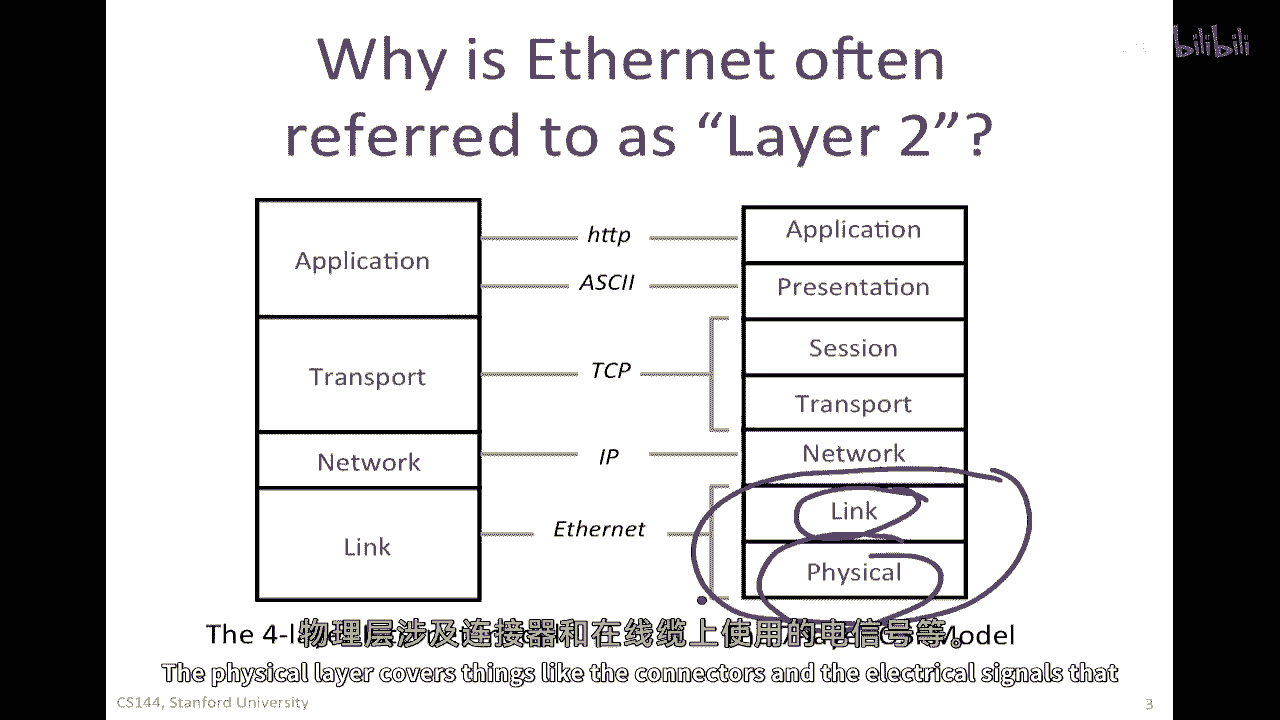 bilibili
Why is Ethernet often
referred to as “Layer 2”?
Application
Transport
Network
Link
http
ASCII
TCP
IP
Ethernet
Application
Presentation
Session
Transport
Network
Link
Physical
The 4-la
Model
物理层涉及连接器和在线缆上使用的电信号等。
The physical layer covers things like the connectors and the electrical signals that
CS144, Stanford University
3